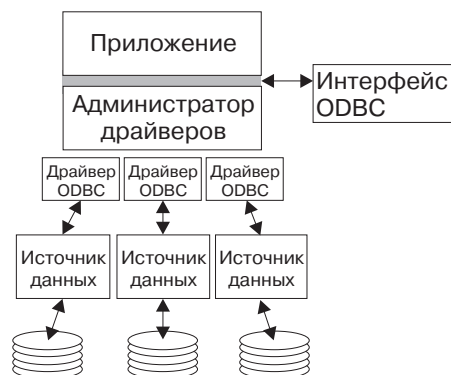 Приложение
Интерфейс
ODBC
Администратор
драйверов
Драйвер
ODBC
Драйвер
ODBC
Драйвер
ODBC
Источник
данных
Источник
данных
Источник
данных